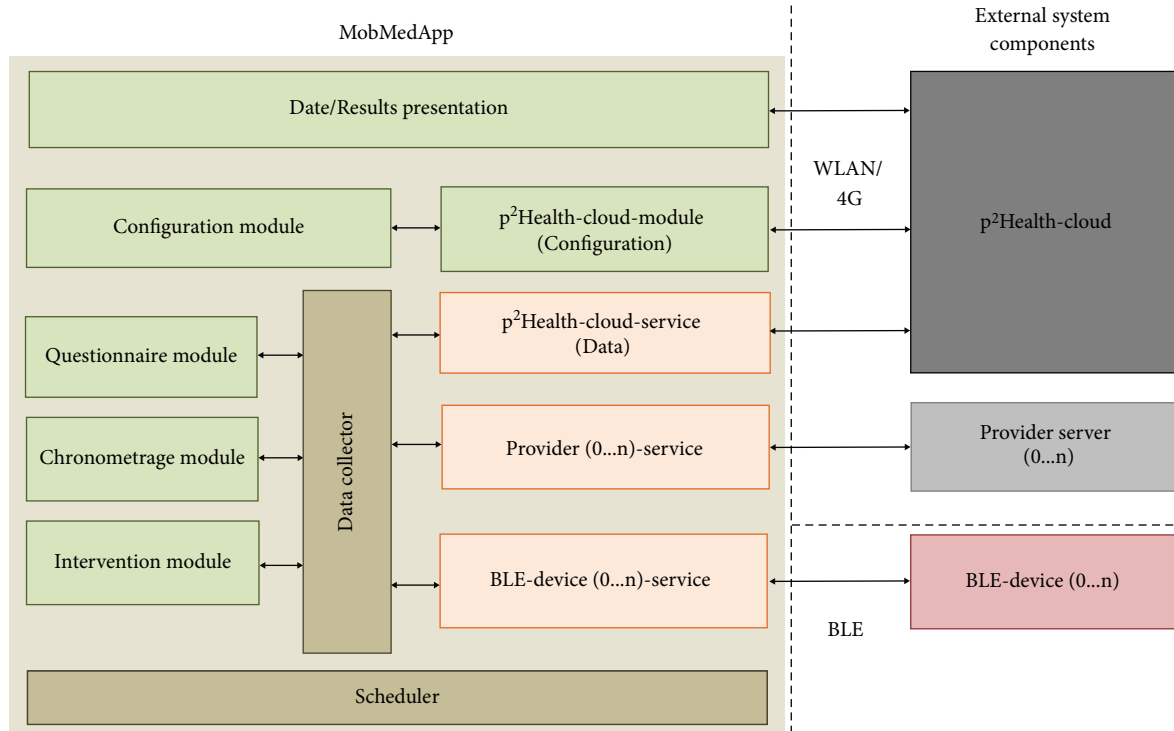 MobMedApp
External system
components
Date/Results presentation
WLAN/
4G
p²Health-cloud
Configuration module
p²Health-cloud-module
(Configuration)
p²Health-cloud-service
(Data)
Questionnaire module
Chronometrage module
Intervention module
Data collector
Provider (0...n)-service
Provider server
(0...n)
BLE-device (0...n)-service
BLE-device (0...n)
BLE
Scheduler